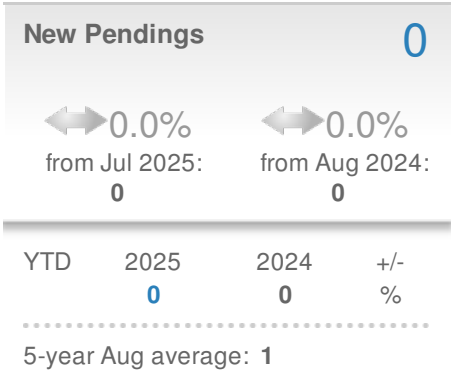 New Pendings 0
0.0% 0.0%
from Jul 2025: from Aug 2024:
0 0
YTD 2025 2024 +/-
0 0 %
5-year Aug average: 1